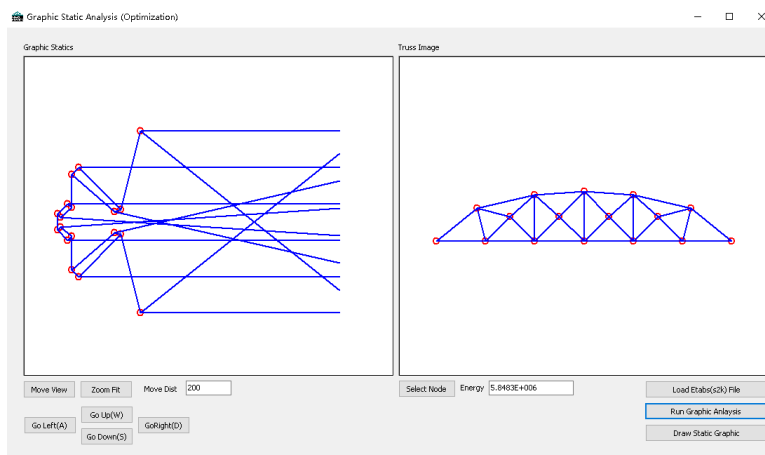 Graphic Static Analysis (Optimization)
Graphic Statics
Truss Image
Move View
Zoom Fit
Move Dist
200
Select Node
Energy
5.8483E+006
Load Etabs(s2k) File
Go Left(A)
Go Up(W)
Go Down(S)
GoRight(D)
Run Graphic Anlaysis
Draw Static Graphic